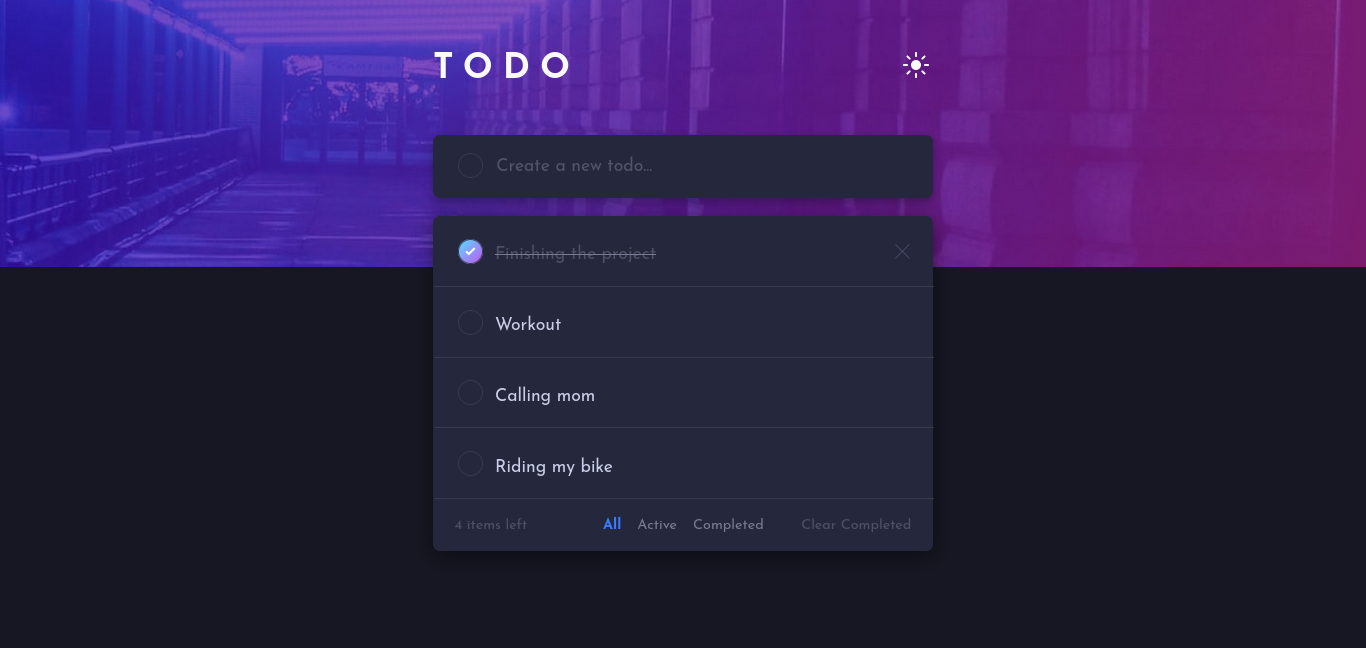 TODO
Create a new todo...
Finishing the project
Workout
Calling mom
Riding my bike
4 items left All Active Completed Clear Completed